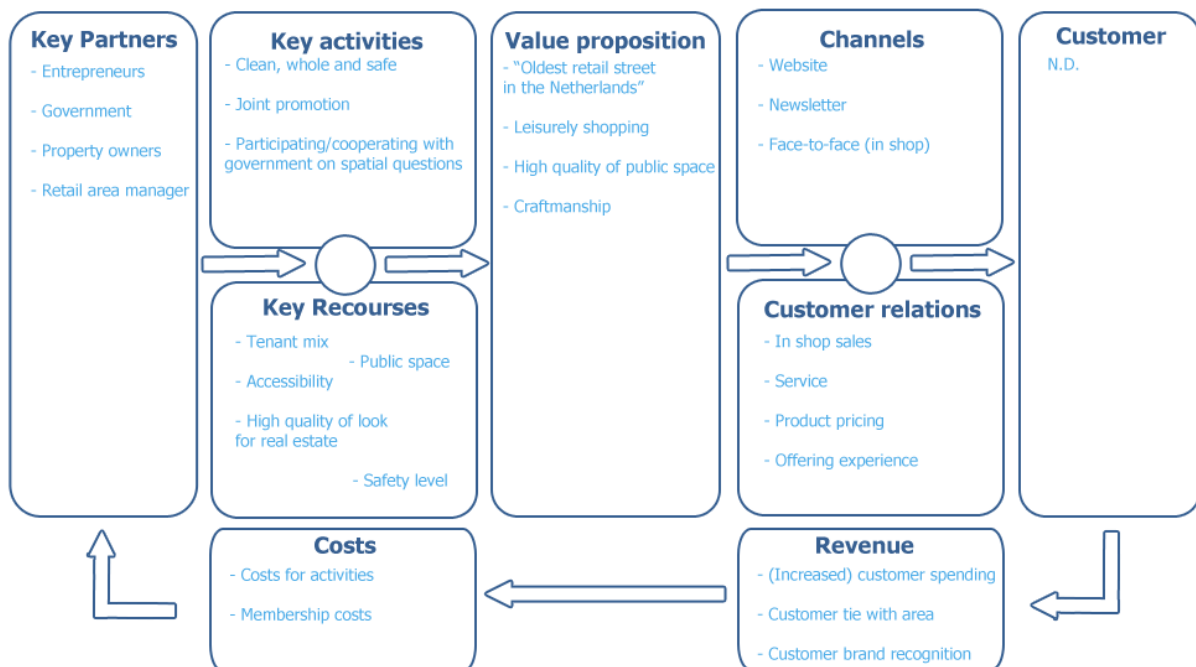 Key Partners
- Entrepreneurs
- Government
- Property owners
- Retail area manager
Key activities
- Clean, whole and safe
- Joint promotion
- Participating/cooperating with
government on spatial questions
Key Recourses
- Tenant mix
- Public space
- Accessibility
- High quality of look
for real estate
- Safety level
Value proposition
- “Oldest retail street
in the Netherlands”
- Leisurely shopping
- High quality of public space
- Craftmanship
Channels
- Website
- Newsletter
- Face-to-face (in shop)
Customer relations
- In shop sales
- Service
- Product pricing
- Offering experience
Customer
N.D.
Costs
- Costs for activities
- Membership costs
Revenue
- (Increased) customer spending
- Customer tie with area
- Customer brand recognition